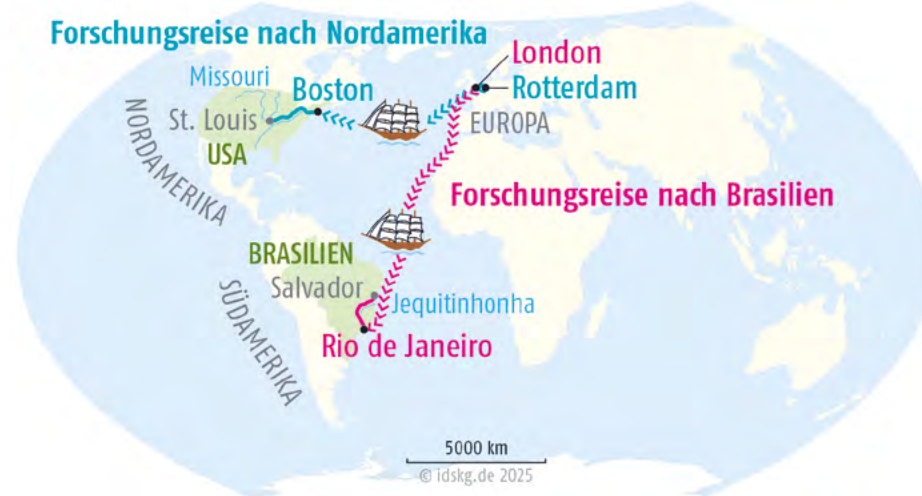 Forschungsreise nach Nordamerika
London
Missouri
Boston
Rotterdam
St. Louis
EUROPA
USA
NORDAMERIKA
Forschungsreise nach Brasilien
BRASILIEN
Salvador
Jequitinhonha
SÜDAMERIKA
Rio de Janeiro
5000 km
© idskg.de 2025